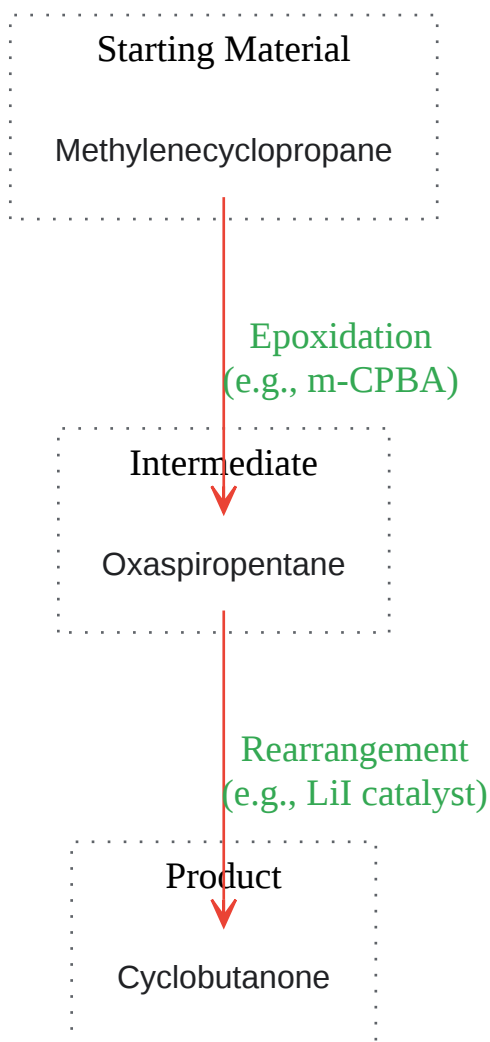 Starting Material
Methylenecyclopropane
Epoxidation
(e.g., m-CPBA)
Intermediate
Oxaspiropentane
Rearrangement
(e.g., LiI catalyst)
Product
Cyclobutanone